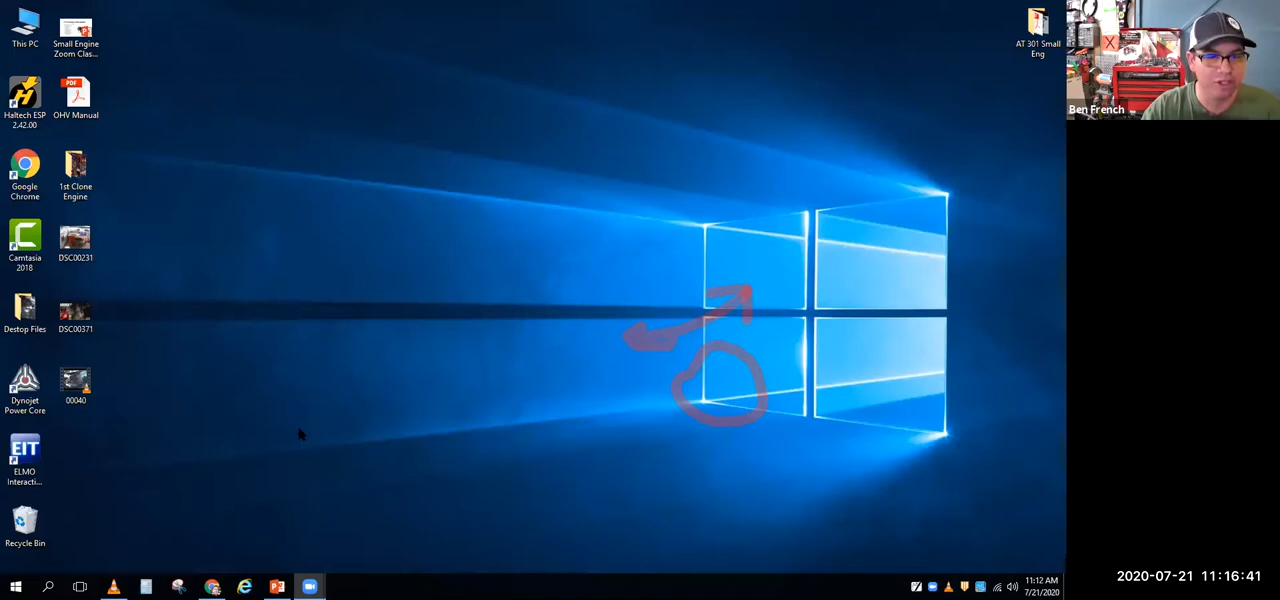 This PC
Small Engine
Zoom Clas...
Haltech ESP
2.42.00
PDF
OHV Manual
Google
Chrome
1st Clone
Engine
Camtasia
2018
DSC00231
Destop Files
DSC00371
Dynojet
Power Core
00040
EIT
ELMO
Interacti...
Recycle Bin
AT 301 Small
Eng
X
Ben French
11:12 AM
7/21/2020
2020-07-21 11:16:41